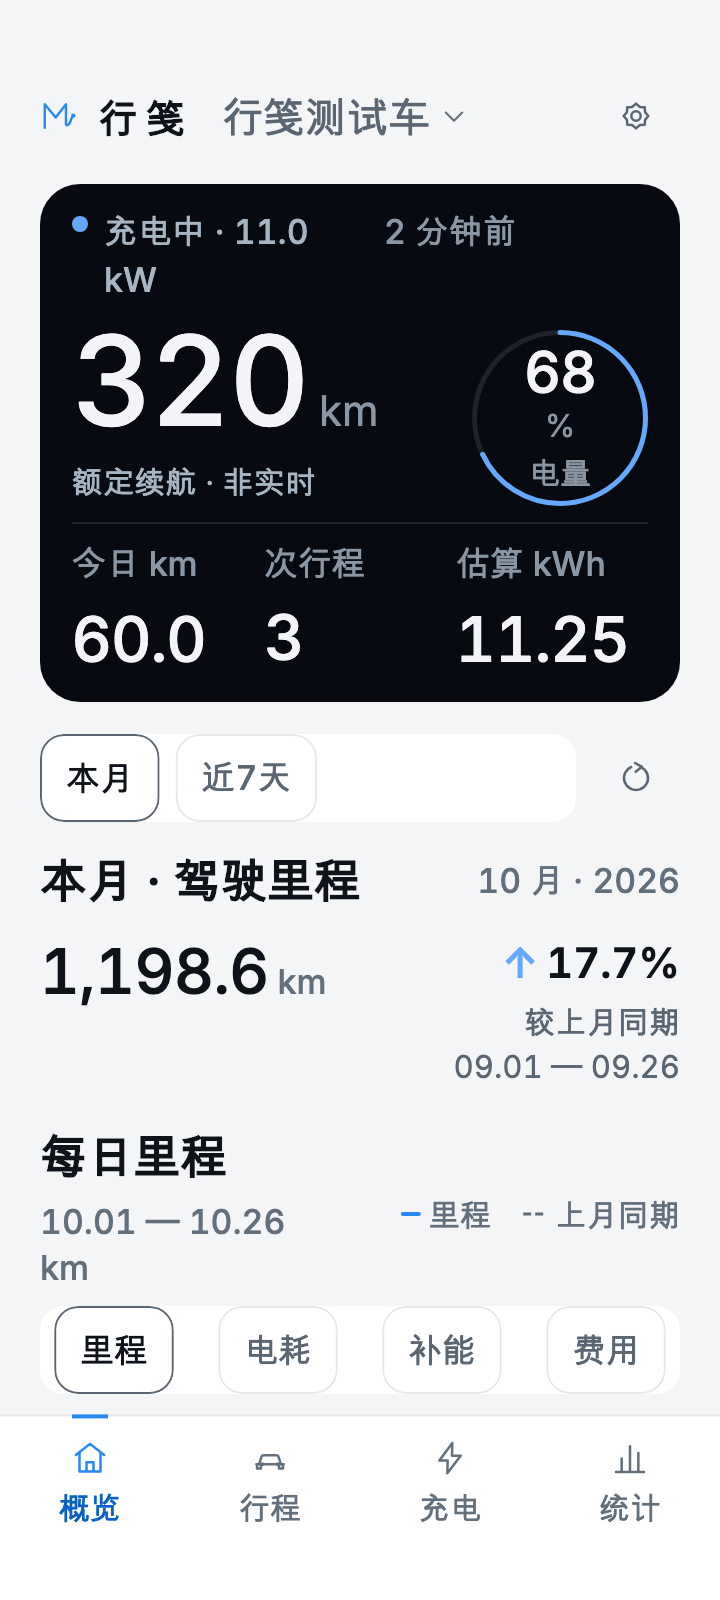 行笺 行笺测试车
充电中 · 11.0 kW 2 分钟前
320 km
68
%
电量
额定续航 · 非实时
今日 km 次行程 估算 kWh
60.0 3 11.25
本月 近7天
本月 · 驾驶里程 10 月 · 2026
1,198.6 km ↑ 17.7%
较上月同期
09.01 — 09.26
每日里程
10.01 — 10.26 km
里程 -- 上月同期
里程 电耗 补能 费用
概览 行程 充电 统计